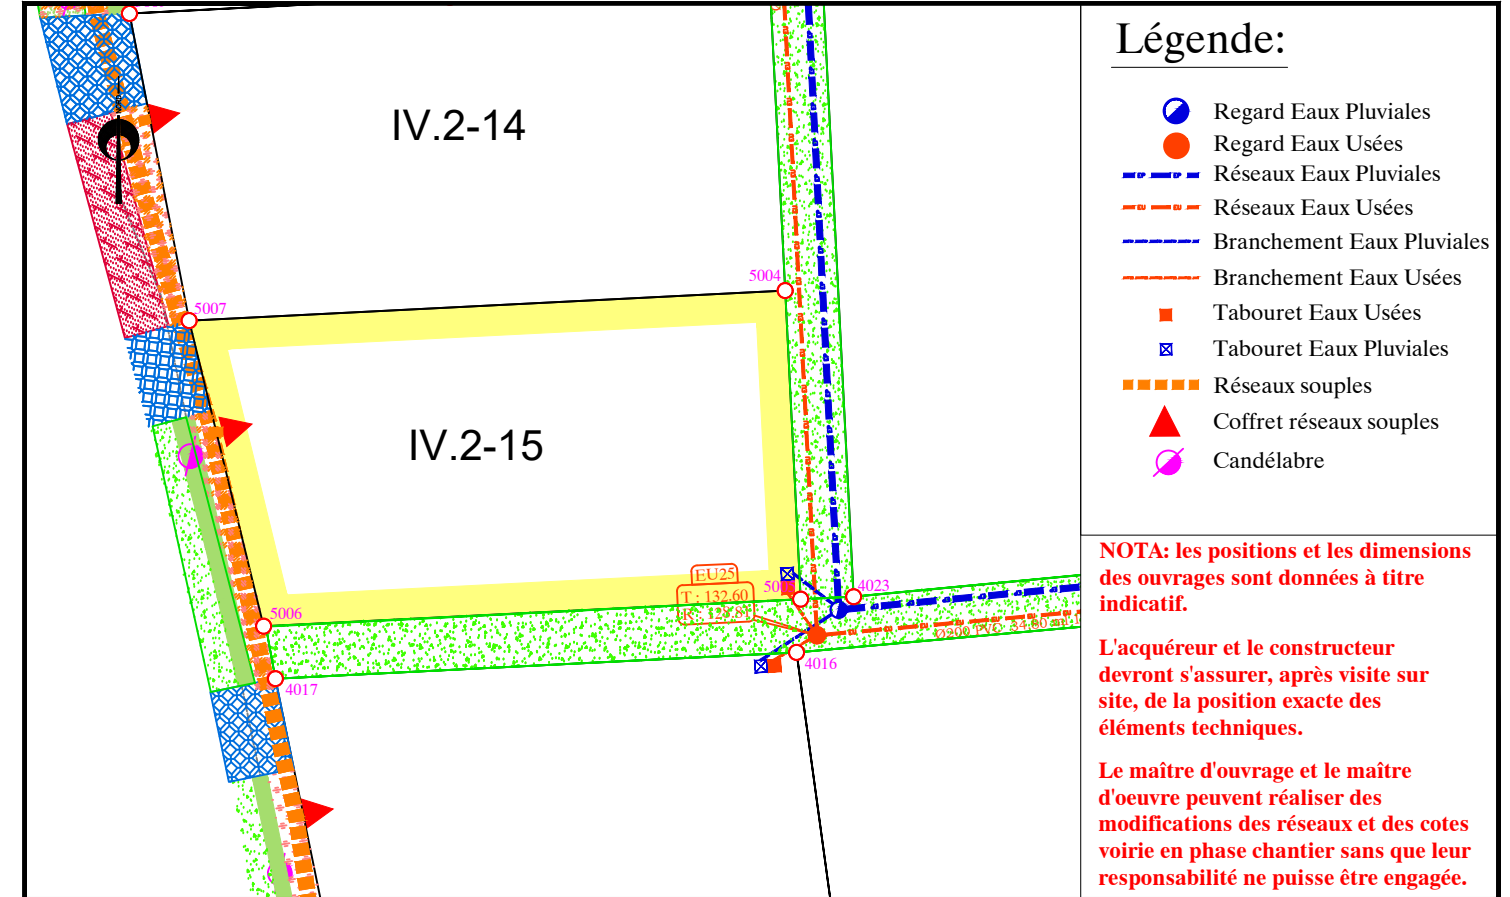 IV.2-14
5004
5007
IV.2-15
EU25
T : 132.60
R : 128.81
5006
4023
4016
4017
Ø200 PVC
Légende:
Regard Eaux Pluviales
Regard Eaux Usées
Réseaux Eaux Pluviales
Réseaux Eaux Usées
Branchement Eaux Pluviales
Branchement Eaux Usées
Tabouret Eaux Usées
Tabouret Eaux Pluviales
Réseaux souples
Coffret réseaux souples
Candélabre
NOTA: les positions et les dimensions
des ouvrages sont données à titre
indicatif.
L'acquéreur et le constructeur
devront s'assurer, après visite sur
site, de la position exacte des
éléments techniques.
Le maître d'ouvrage et le maître
d'oeuvre peuvent réaliser des
modifications des réseaux et des cotes
voirie en phase chantier sans que leur
responsabilité ne puisse être engagée.